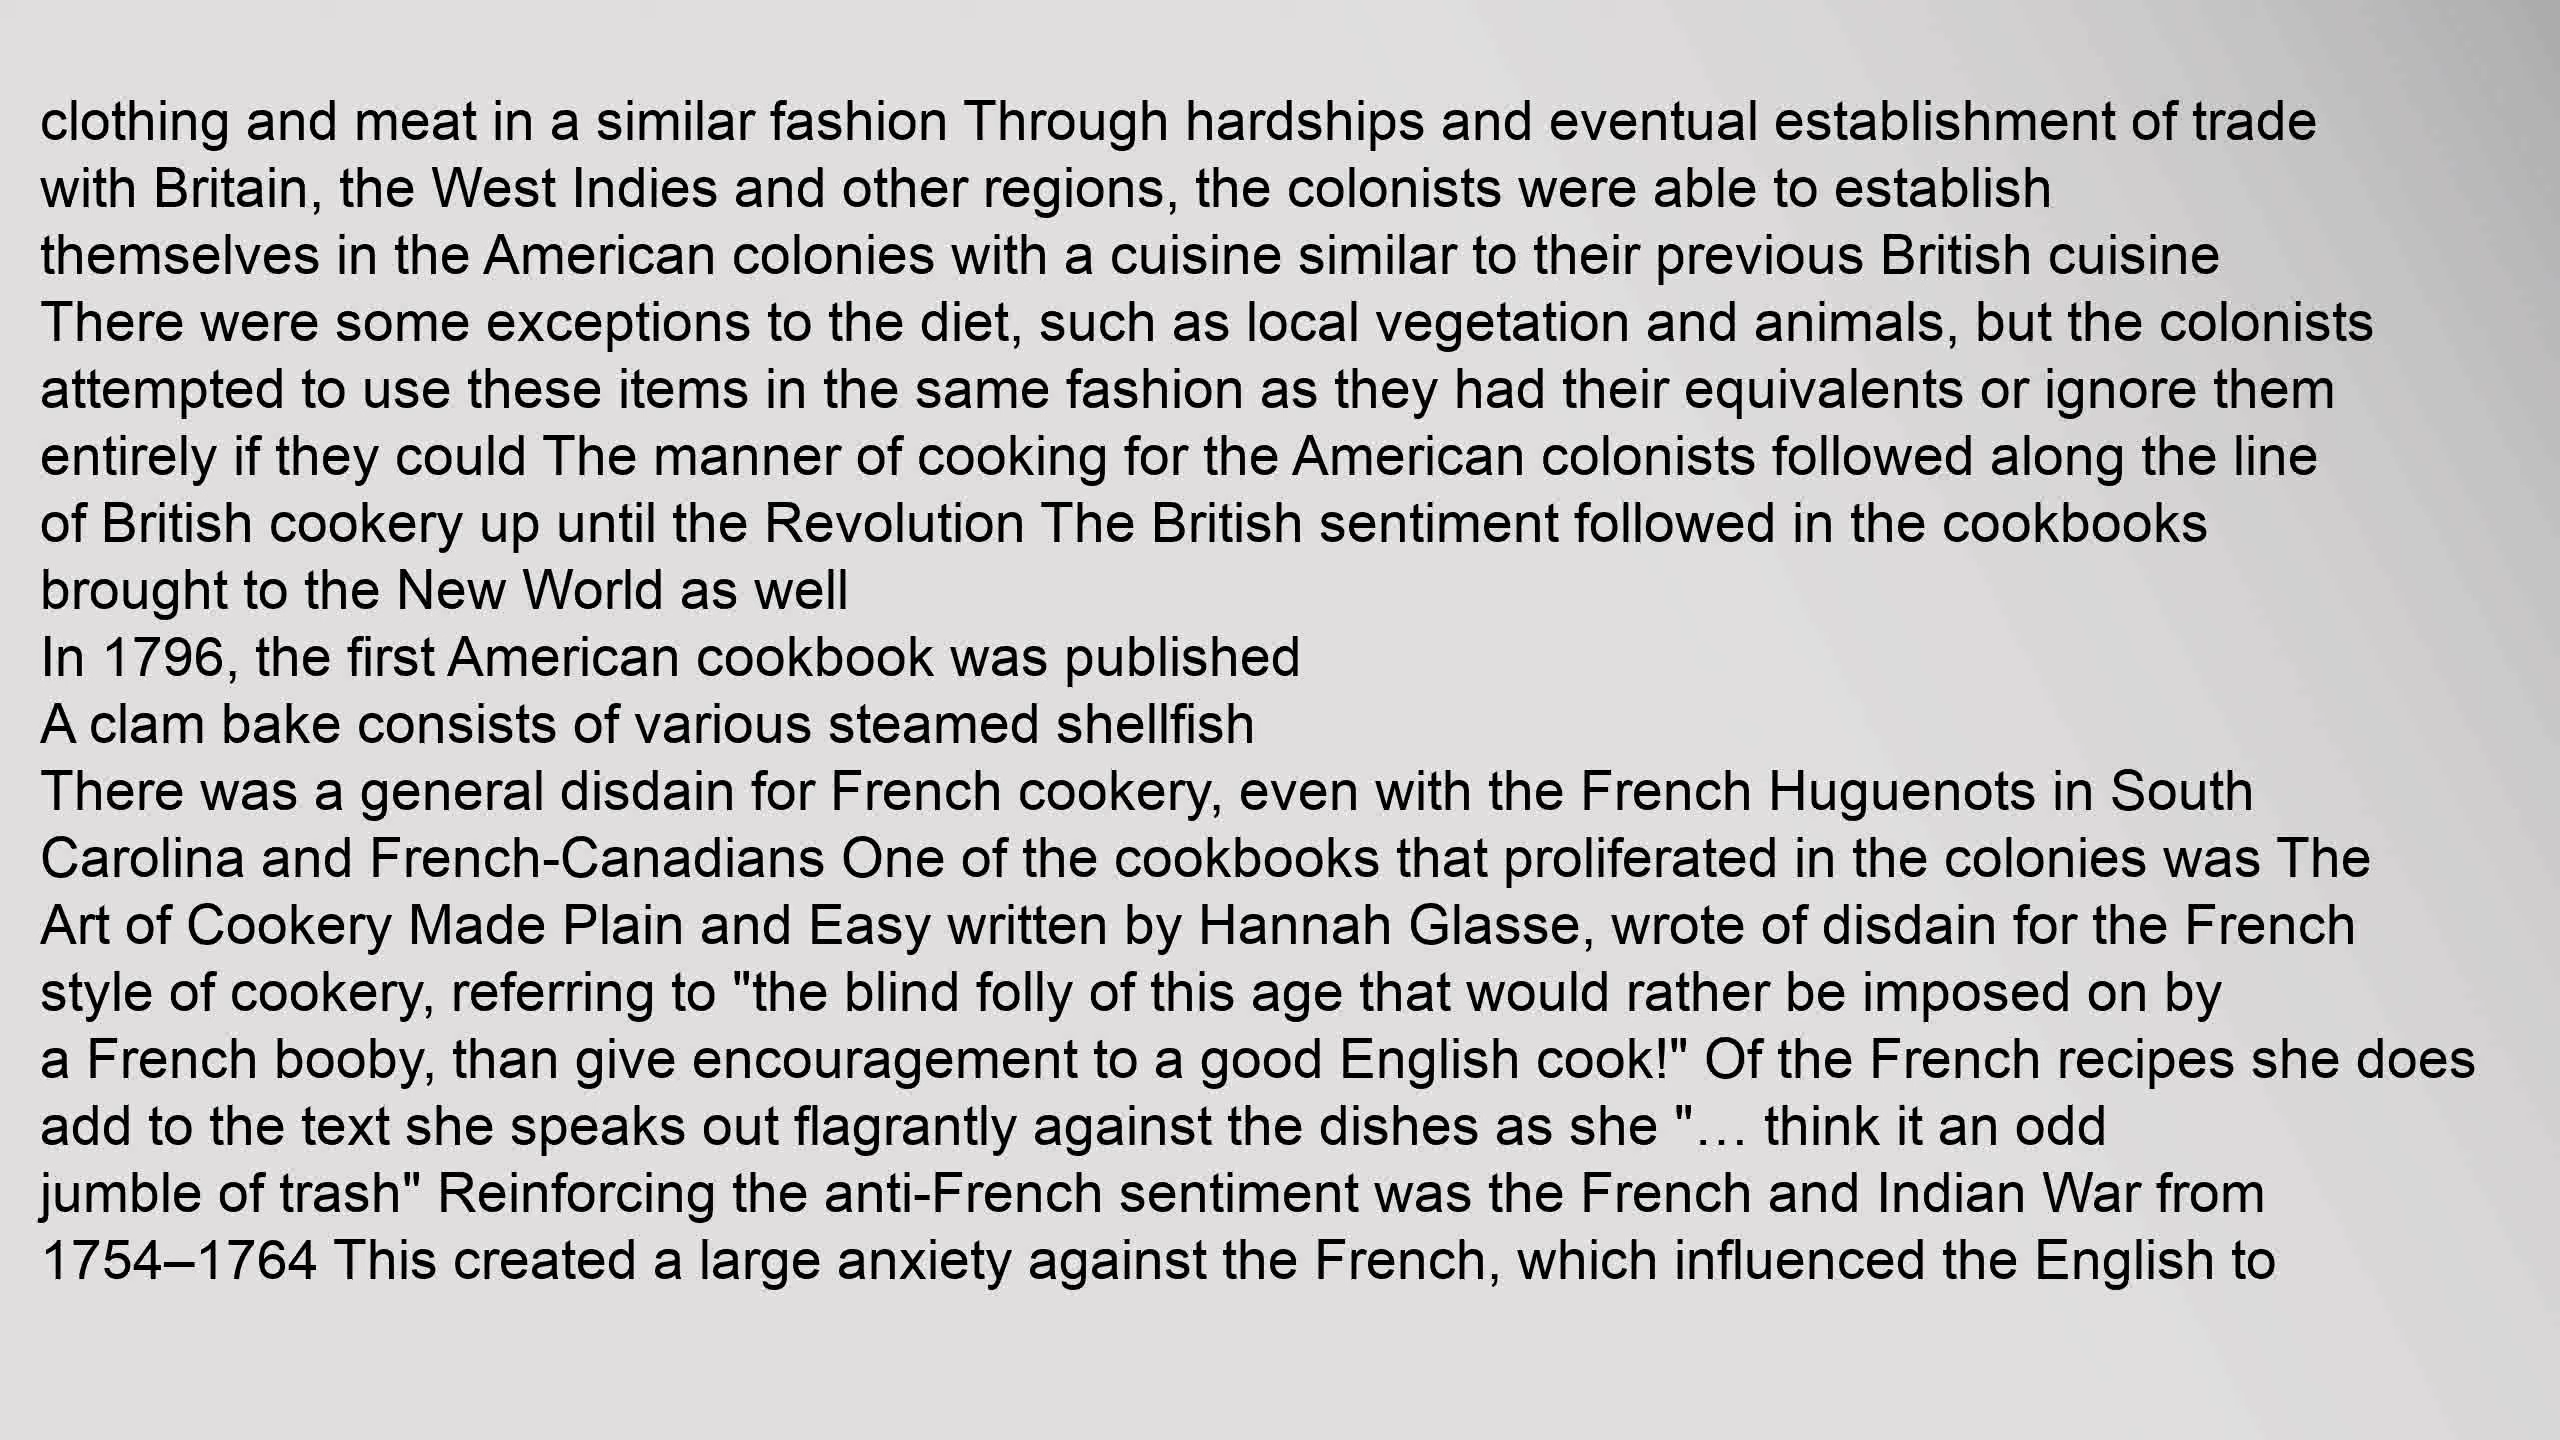 clothing and meat in a similar fashion Through hardships and eventual establishment of trade
with Britain, the West Indies and other regions, the colonists were able to establish
themselves in the American colonies with a cuisine similar to their previous British cuisine
There were some exceptions to the diet, such as local vegetation and animals, but the colonists
attempted to use these items in the same fashion as they had their equivalents or ignore them
entirely if they could The manner of cooking for the American colonists followed along the line
of British cookery up until the Revolution The British sentiment followed in the cookbooks
brought to the New World as well
In 1796, the first American cookbook was published
A clam bake consists of various steamed shellfish
There was a general disdain for French cookery, even with the French Huguenots in South
Carolina and French-Canadians One of the cookbooks that proliferated in the colonies was The
Art of Cookery Made Plain and Easy written by Hannah Glasse, wrote of disdain for the French
style of cookery, referring to "the blind folly of this age that would rather be imposed on by
a French booby, than give encouragement to a good English cook!" Of the French recipes she does
add to the text she speaks out flagrantly against the dishes as she "… think it an odd
jumble of trash" Reinforcing the anti-French sentiment was the French and Indian War from
1754–1764 This created a large anxiety against the French, which influenced the English to